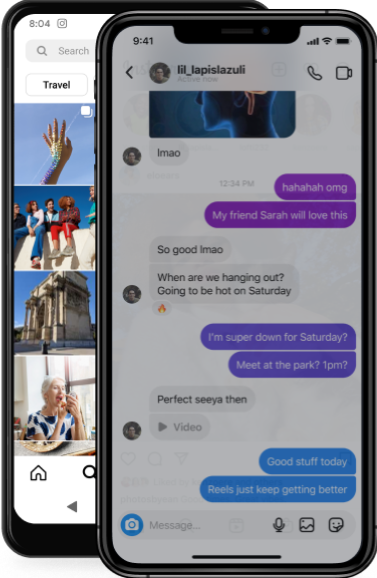 8:04
Search
Travel
9:41
lil_lapislazuli
Active now
lmao
12:34 PM
hahahah omg
My friend Sarah will love this
So good lmao
When are we hanging out?
Going to be hot on Saturday
I'm super down for Saturday?
Meet at the park? 1pm?
Perfect seeya then
Video
Good stuff today
Reels just keep getting better
Message...